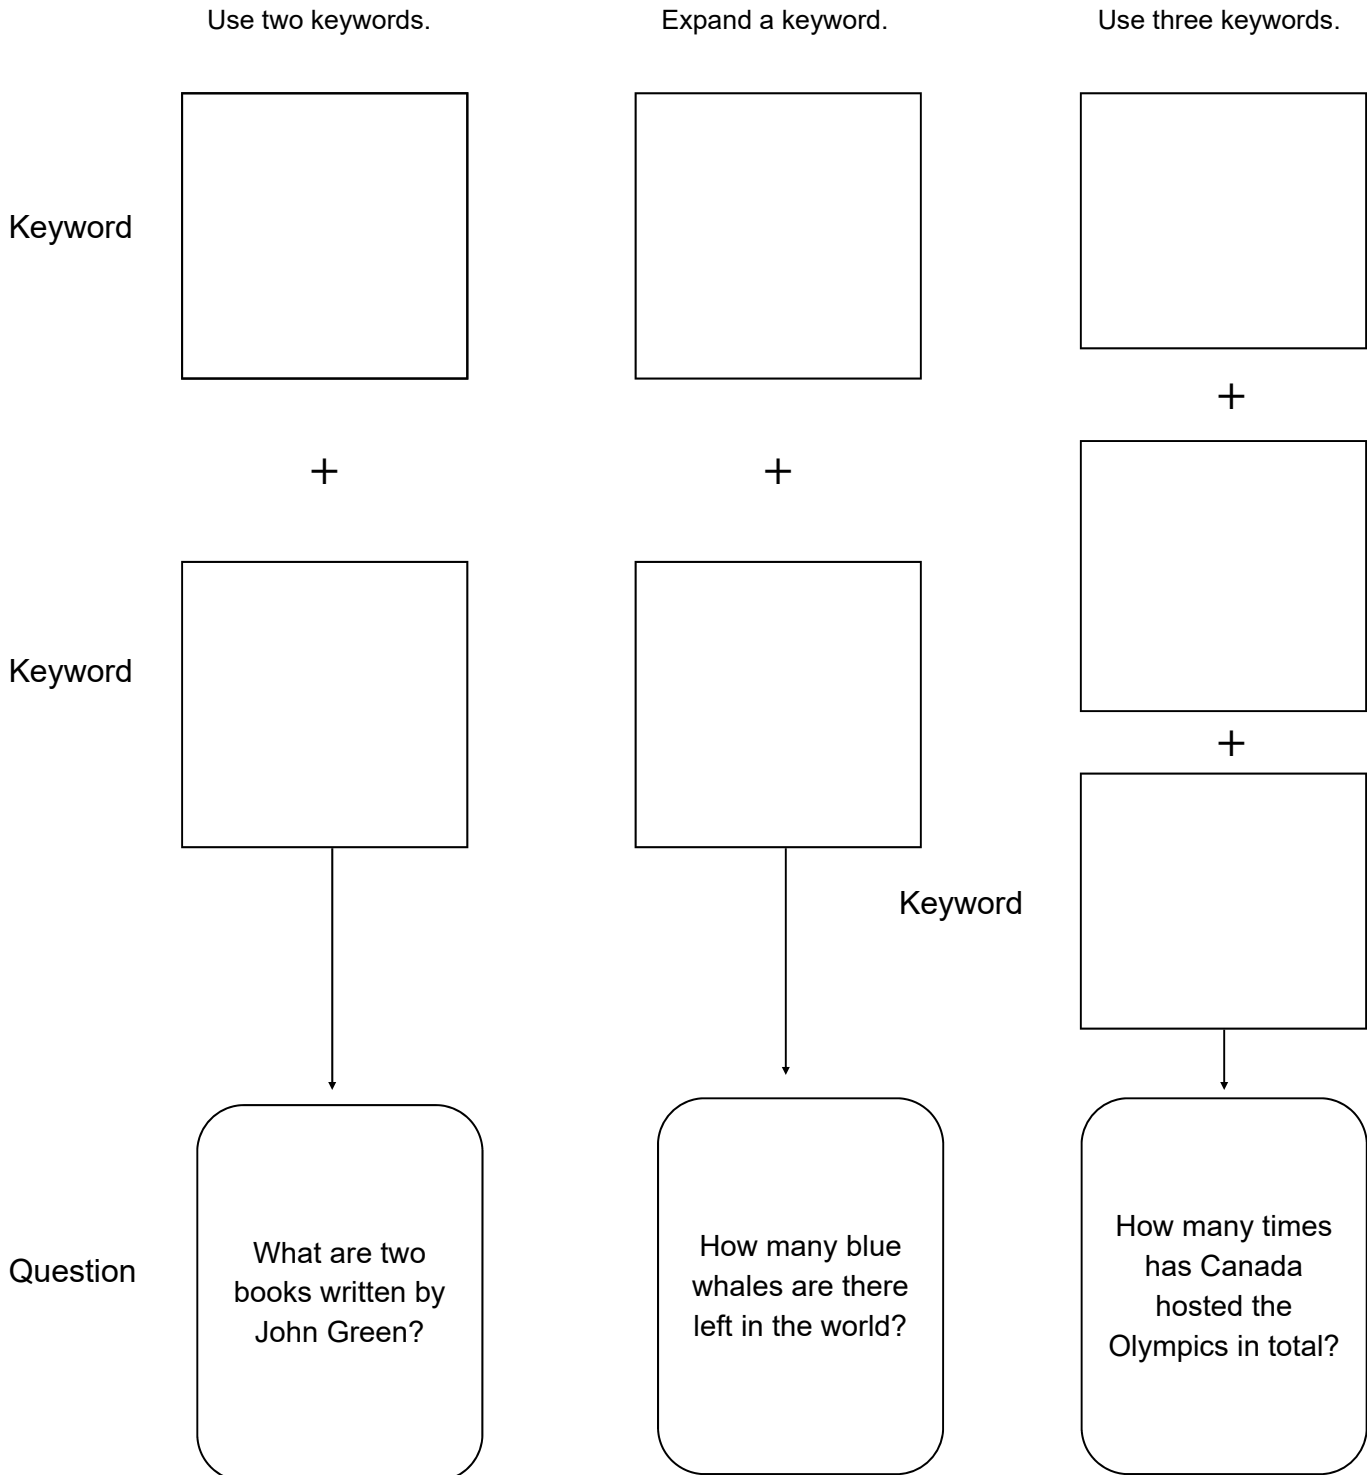 Use two keywords.
Expand a keyword.
Use three keywords.
Keyword
+
+
+
Keyword
+
Keyword
Question
What are two
books written by
John Green?
How many blue
whales are there
left in the world?
How many times
has Canada
hosted the
Olympics in total?